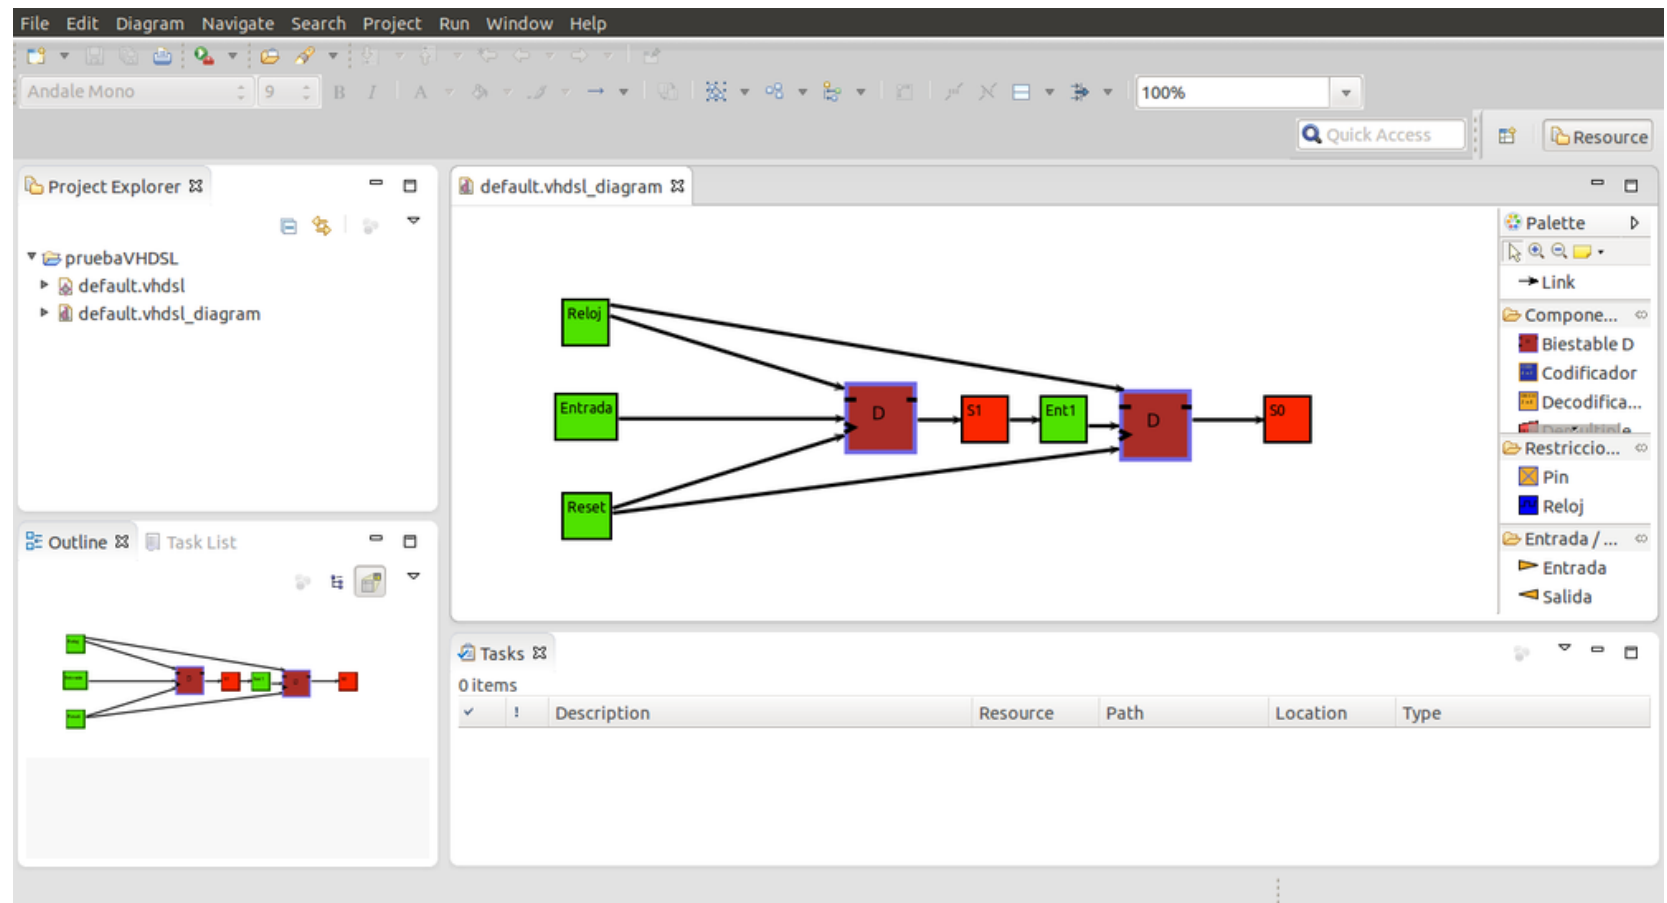 File Edit Diagram Navigate Search Project Run Window Help
Andale Mono 9 B I A 100%
Quick Access Resource
Project Explorer
pruebaVHDSL
default.vhdsl
default.vhdsl_diagram
default.vhdsl_diagram
Reloj
Entrada
Reset
D
S1
Ent1
D
S0
Palette
Link
Compone...
Biestable D
Codificador
Decodifica...
Restriccio...
Pin
Reloj
Entrada / ...
Entrada
Salida
Outline Task List
Tasks
0 items
! Description Resource Path Location Type